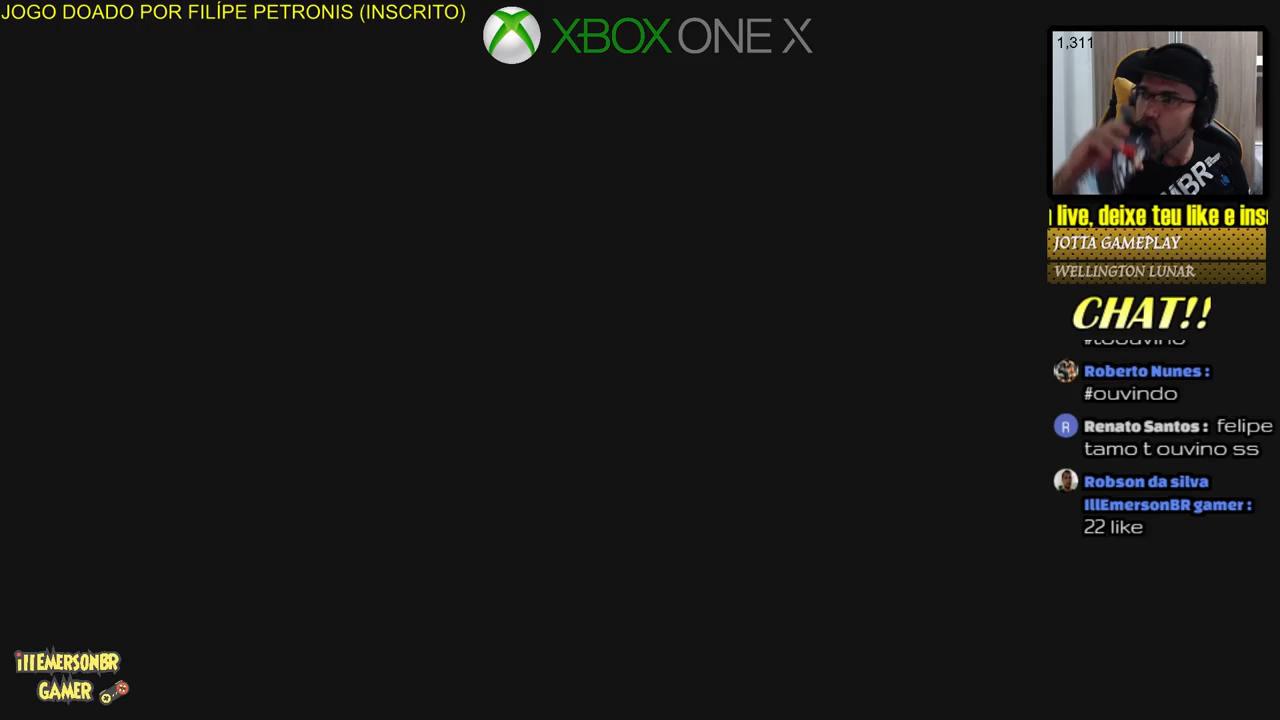 JOGO DOADO POR FILÍPE PETRONIS (INSCRITO)
XBOX ONE X
1,311
live, deixe teu like e
JOTTA GAMEPLAY
WELLINGTON LUNAR
CHAT!!
Roberto Nunes :
#ouvindo
Renato Santos : felipe
tamo t ouvino ss
Robson da silva
IllEmersonBR gamer :
22 like
illEMERSONBR
GAMER